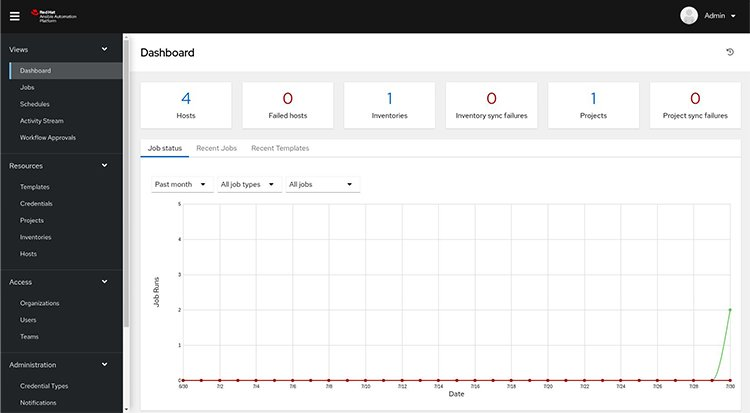 Red Hat
Ansible Automation
Platform
Admin
Views
Dashboard
Jobs
Schedules
Activity Stream
Workflow Approvals
Resources
Templates
Credentials
Projects
Inventories
Hosts
Access
Organizations
Users
Teams
Administration
Credential Types
Notifications
Dashboard
4
Hosts
0
Failed hosts
1
Inventories
0
Inventory sync failures
1
Projects
0
Project sync failures
Job status Recent Jobs Recent Templates
Past month All job types All jobs
Job Runs
5
4
3
2
1
0
6/30 7/2 7/4 7/6 7/8 7/10 7/12 7/14 7/16 7/18 7/20 7/22 7/24 7/26 7/28 7/30
Date